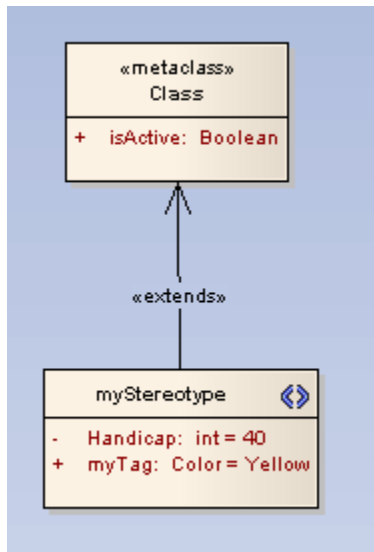 «metaclass»
Class
+ isActive: Boolean
«extends»
myStereotype
- Handicap: int = 40
+ myTag: Color = Yellow